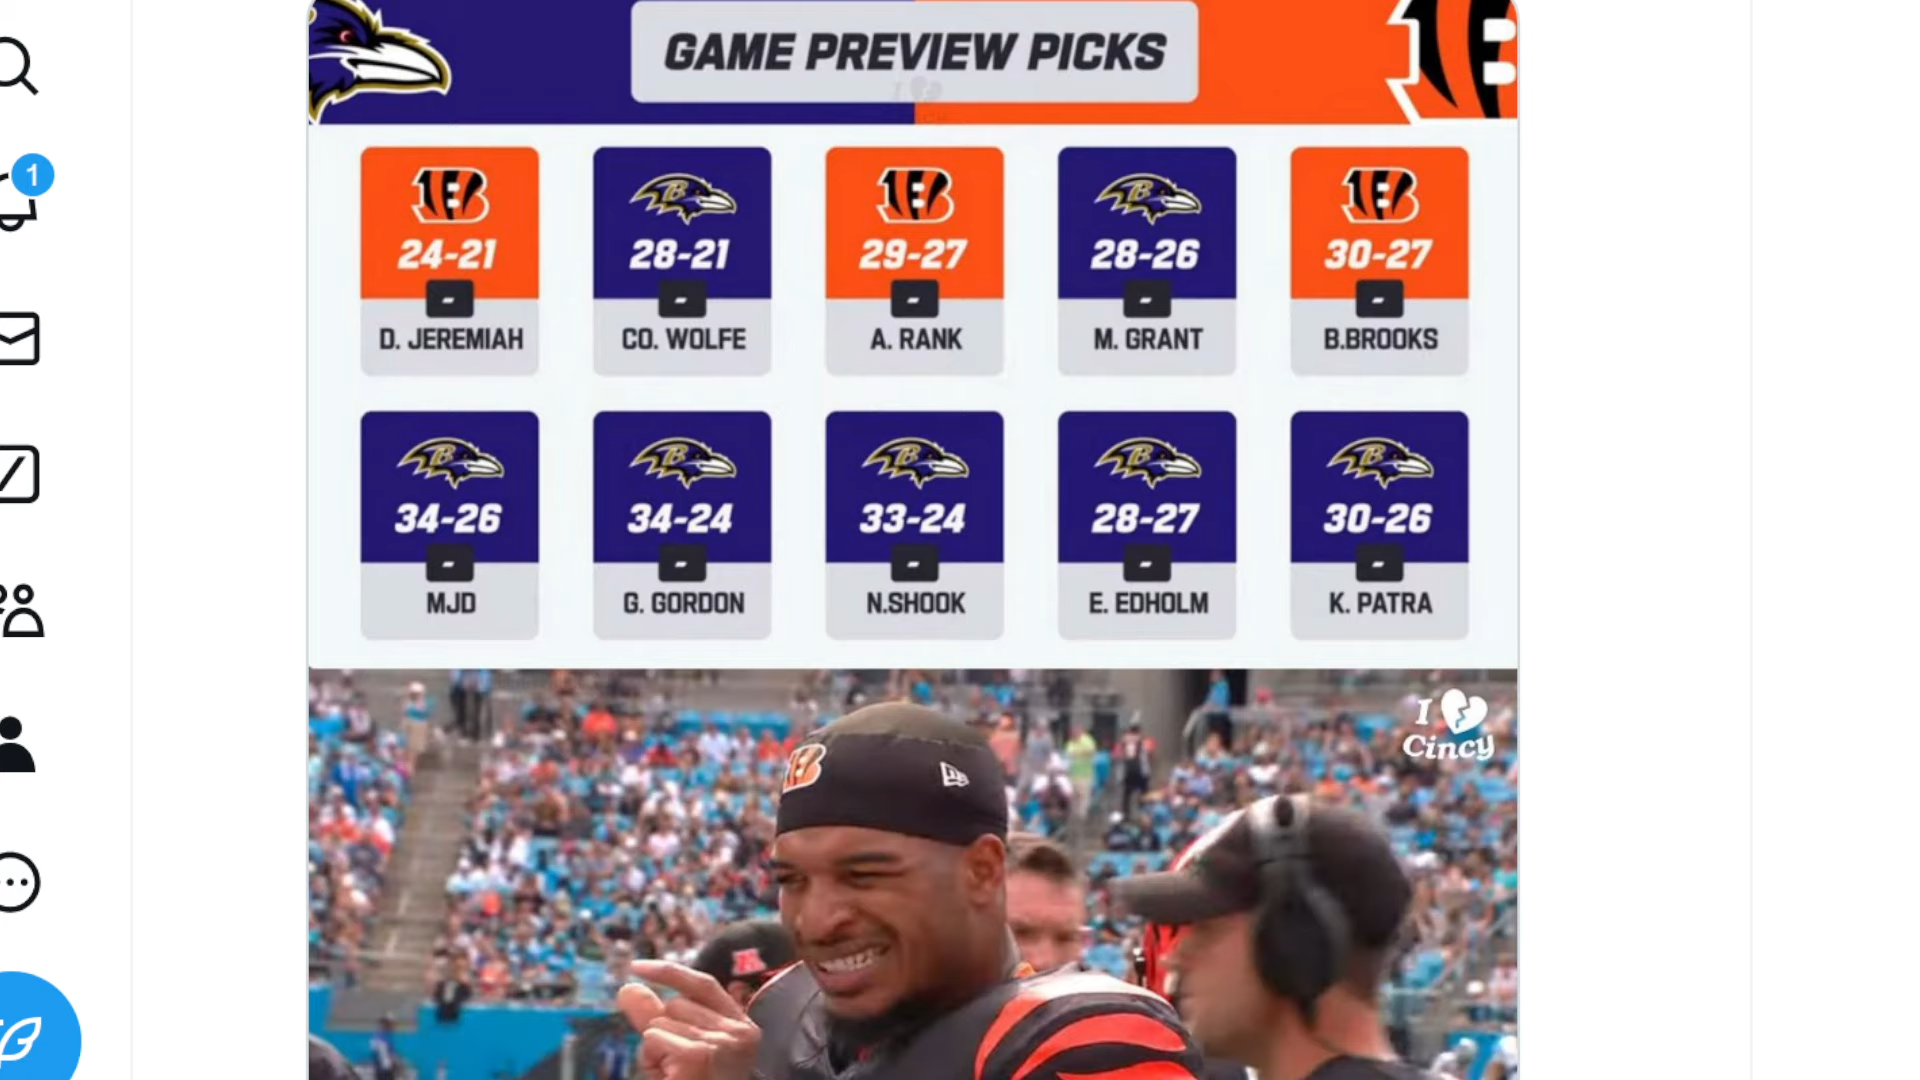 GAME PREVIEW PICKS
1
24-21
28-21
29-27
28-26
30-27
-
-
-
-
-
D. JEREMIAH
CO. WOLFE
A. RANK
M. GRANT
B.BROOKS
34-26
34-24
33-24
28-27
30-26
-
-
-
-
-
MJD
G. GORDON
N.SHOOK
E. EDHOLM
K. PATRA
I
Cincy